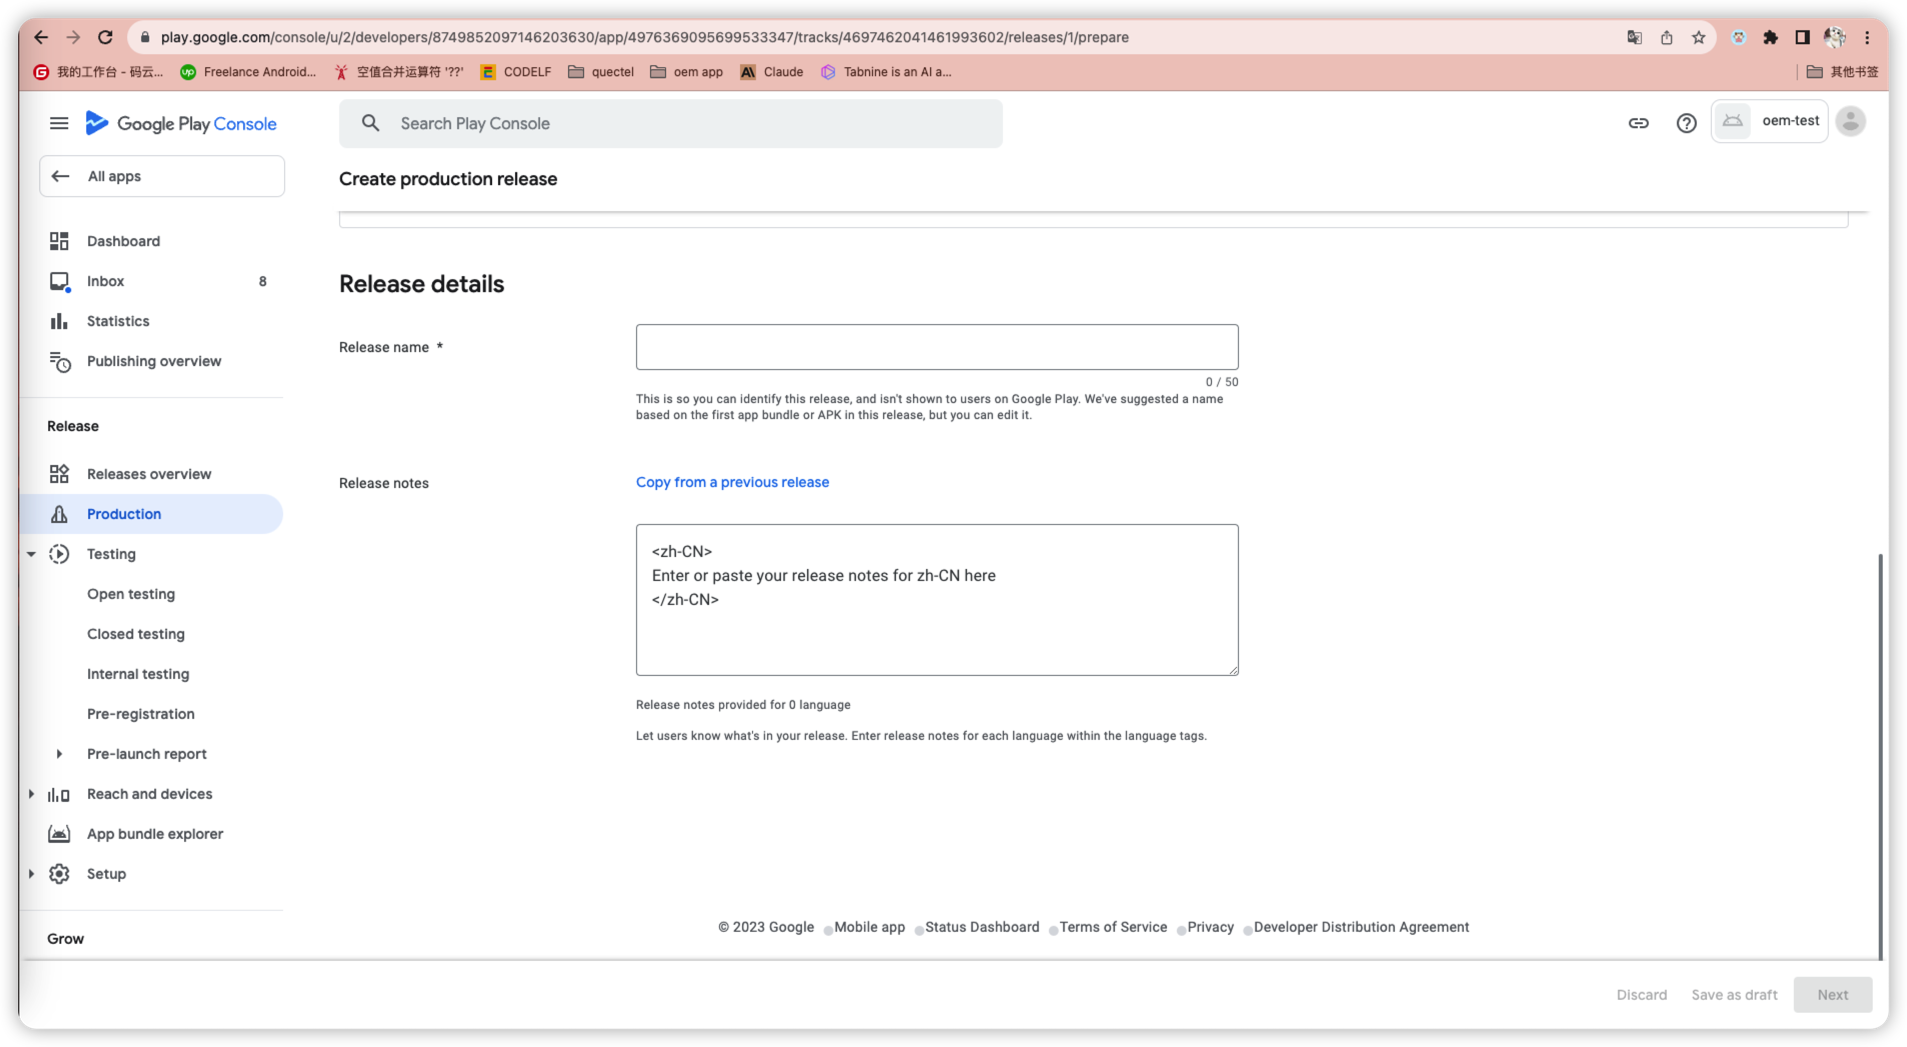 play.google.com/console/u/2/developers/8749852097146203630/app/4976369095699533347/tracks/4697462041461993602/releases/1/prepare
我的工作台 - 码云... Freelance Android... 空值合并运算符 '??' CODELF quectel oem app Claude Tabnine is an AI a... 其他书签
Google Play Console
Search Play Console
oem-test
All apps
Create production release
Dashboard
Inbox 8
Statistics
Publishing overview
Release
Releases overview
Production
Testing
Open testing
Closed testing
Internal testing
Pre-registration
Pre-launch report
Reach and devices
App bundle explorer
Setup
Grow
Release details
Release name *
0 / 50
This is so you can identify this release, and isn't shown to users on Google Play. We've suggested a name
based on the first app bundle or APK in this release, but you can edit it.
Release notes
Copy from a previous release
<zh-CN>
Enter or paste your release notes for zh-CN here
</zh-CN>
Release notes provided for 0 language
Let users know what's in your release. Enter release notes for each language within the language tags.
© 2023 Google Mobile app Status Dashboard Terms of Service Privacy Developer Distribution Agreement
Discard Save as draft Next